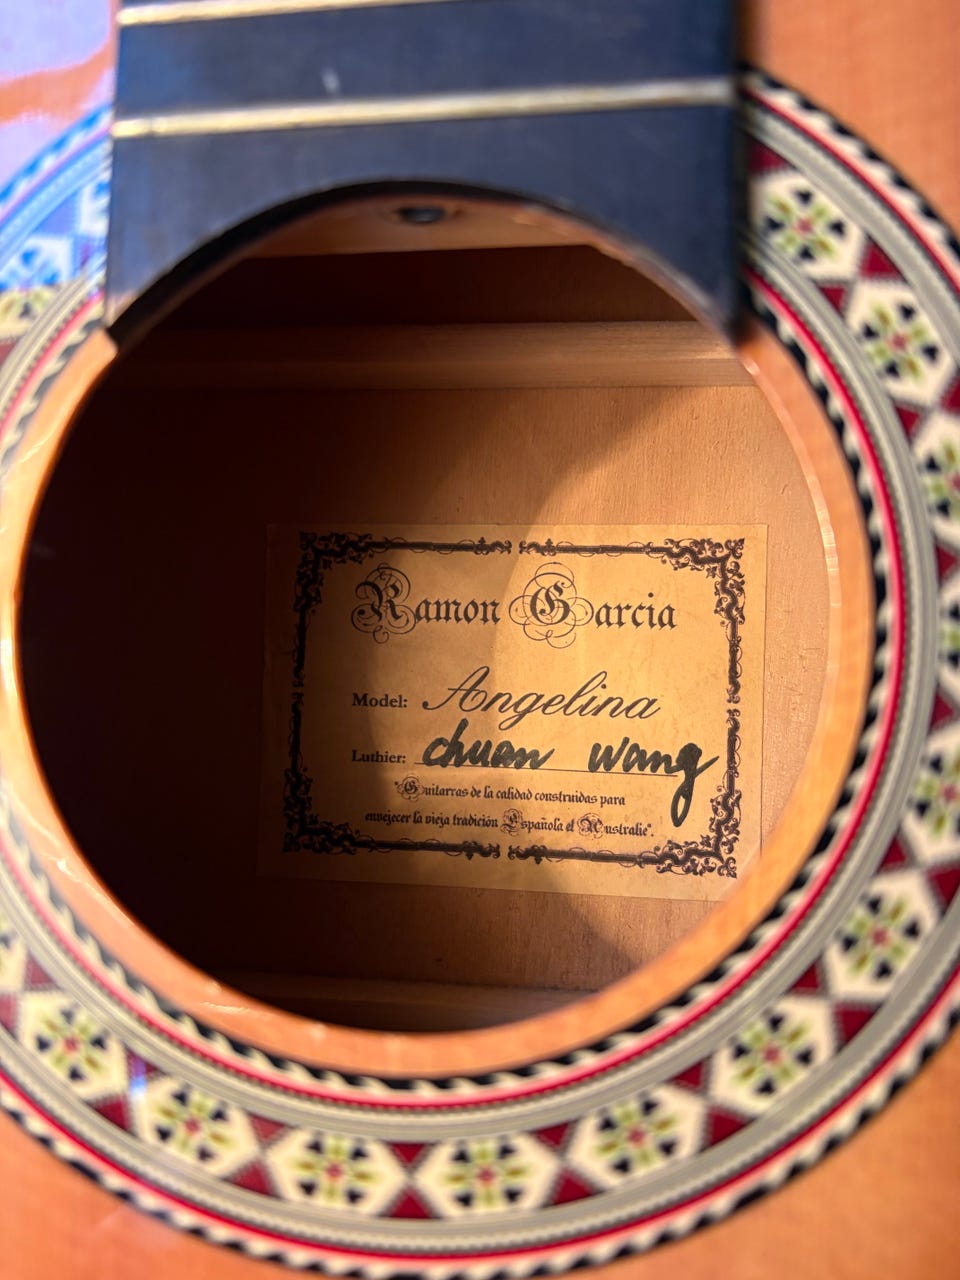 Ramon Garcia
Model: Angelina
Luthier: chuan wang
"Guitarras de la calidad construidas para
envejecer la vieja tradición Española el Australie".